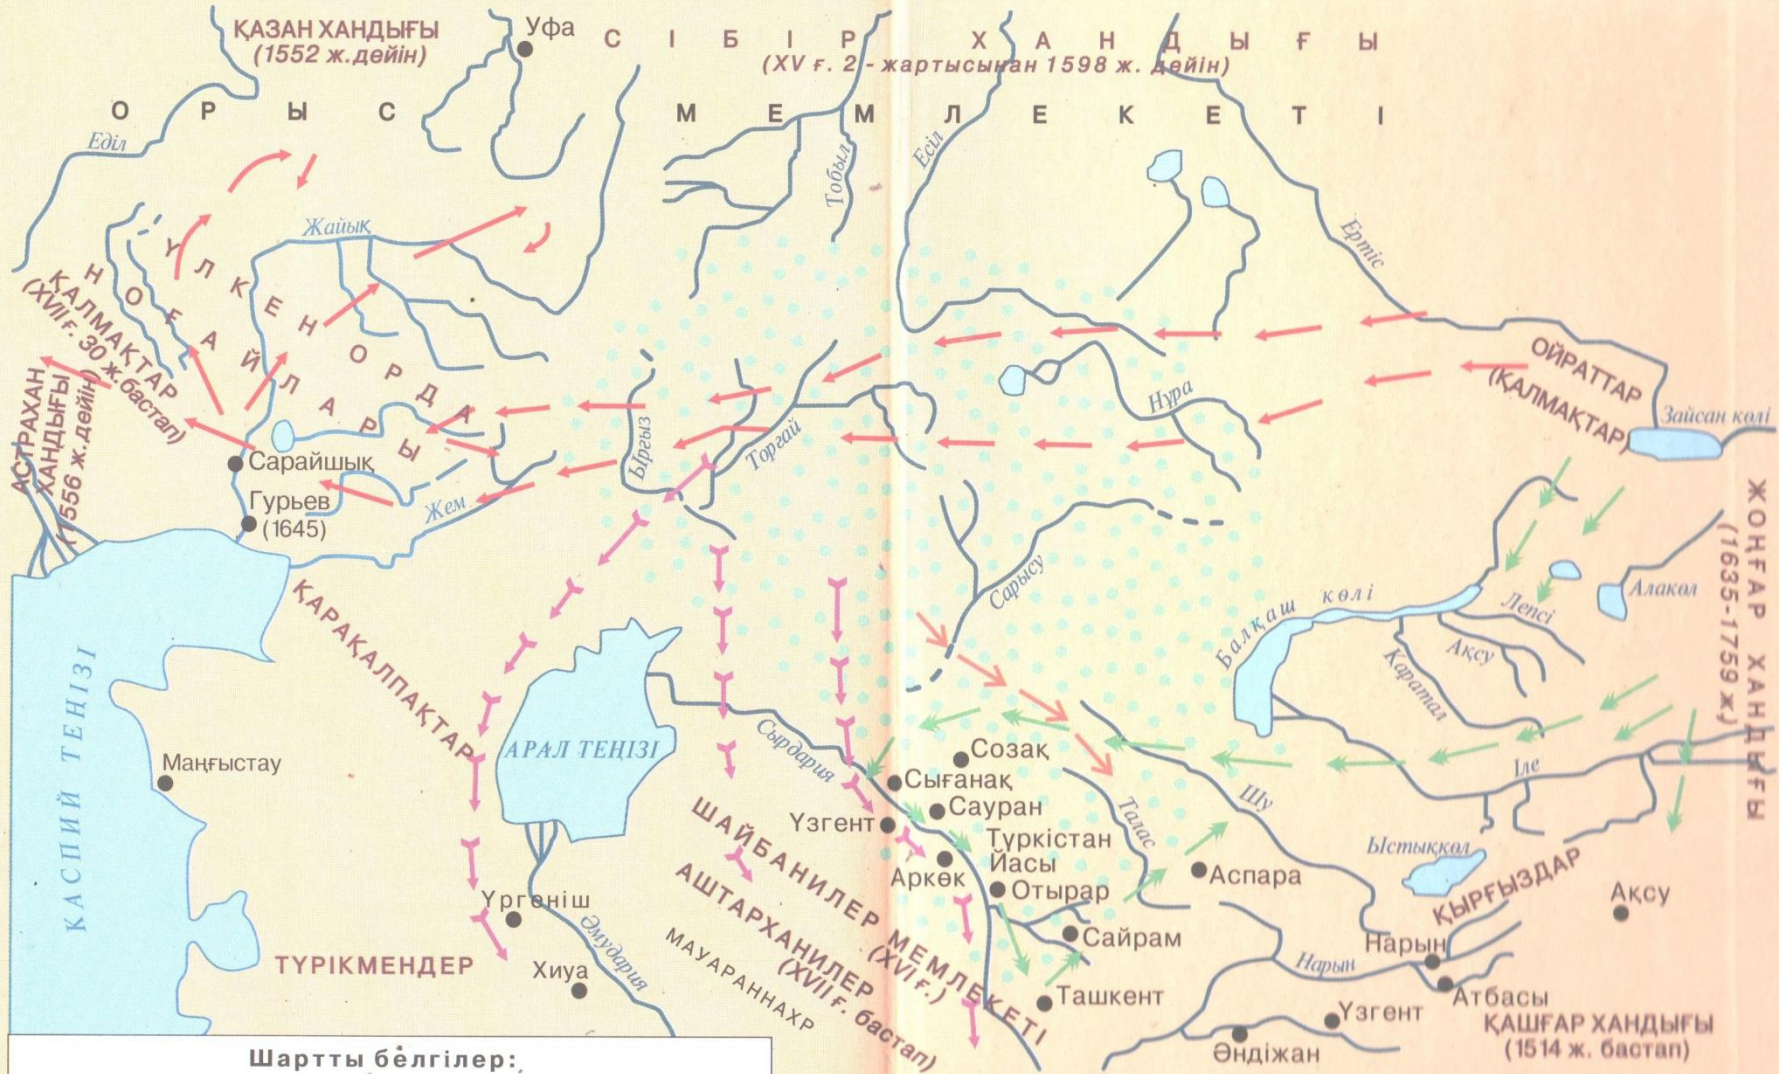 ҚАЗАН ХАНДЫҒЫ
(1552 ж.дейін)
Уфа
СІБІР ХАНДЫҒЫ
(XV ғ. 2 - жартысынан 1598 ж. дейін)
ОРЫС МЕМЛЕКЕТІ
Еділ
Тобыл
Есіл
Ертіс
Жайық
ҮЛКЕН ОРДА
НОҒАЙЛАРЫ
ҚАЛМАҚТАР
(XVII ғ. 30 ж.бастап)
АСТРАХАН
ХАНДЫҒЫ
(1556 ж.дейін)
ОЙРАТТАР
(ҚАЛМАҚТАР)
Зайсан көлі
Нұра
Торғай
Ырғыз
Сарайшық
Гурьев
(1645)
Жем
ЖОҢҒАР ХАНДЫҒЫ
(1635-1759 ж.)
Сарысу
Балқаш көлі
Лепсі
Алакөл
Ақсу
Қаратал
ҚАРАҚАЛПАҚТАР
КАСПИЙ ТЕҢІЗІ
Маңғыстау
АРАЛ ТЕҢІЗІ
Сырдария
Созақ
Сығанақ
Сауран
Үзгент
Түркістан
Йасы
Аркөк
Отырар
Талас
Шу
Іле
Ыстықкөл
Аспара
ҚЫРҒЫЗДАР
Ақсу
ШАЙБАНИЛЕР МЕМЛЕКЕТІ
(XVI ғ.)
АШТАРХАНИЛЕР
(XVII ғ. бастап)
МАУАРАННАХР
Үргеніш
Әмудария
Хиуа
ТҮРІКМЕНДЕР
Сайрам
Ташкент
Нарын
Нарын
Атбасы
Үзгент
Әндіжан
ҚАШҒАР ХАНДЫҒЫ
(1514 ж. бастап)
Шартты белгілер: